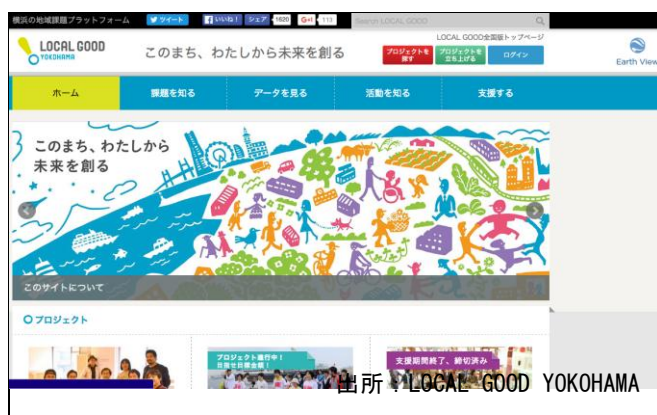 横浜の地域課題プラットフォーム
ツイート
いいね！ シェア 1620
G+1 113
Search LOCAL GOOD
LOCAL GOOD
YOKOHAMA
このまち、わたしから未来を創る
LOCAL GOOD全国版トップページ
プロジェクトを
探す
プロジェクトを
立ち上げる
ログイン
Earth View
ホーム
課題を知る
データを見る
活動を知る
支援する
このまち、わたしから
未来を創る
このサイトについて
プロジェクト
プロジェクト進行中！
目指せ目標金額！
支援期間終了、締切済み
出所：LOCAL GOOD YOKOHAMA